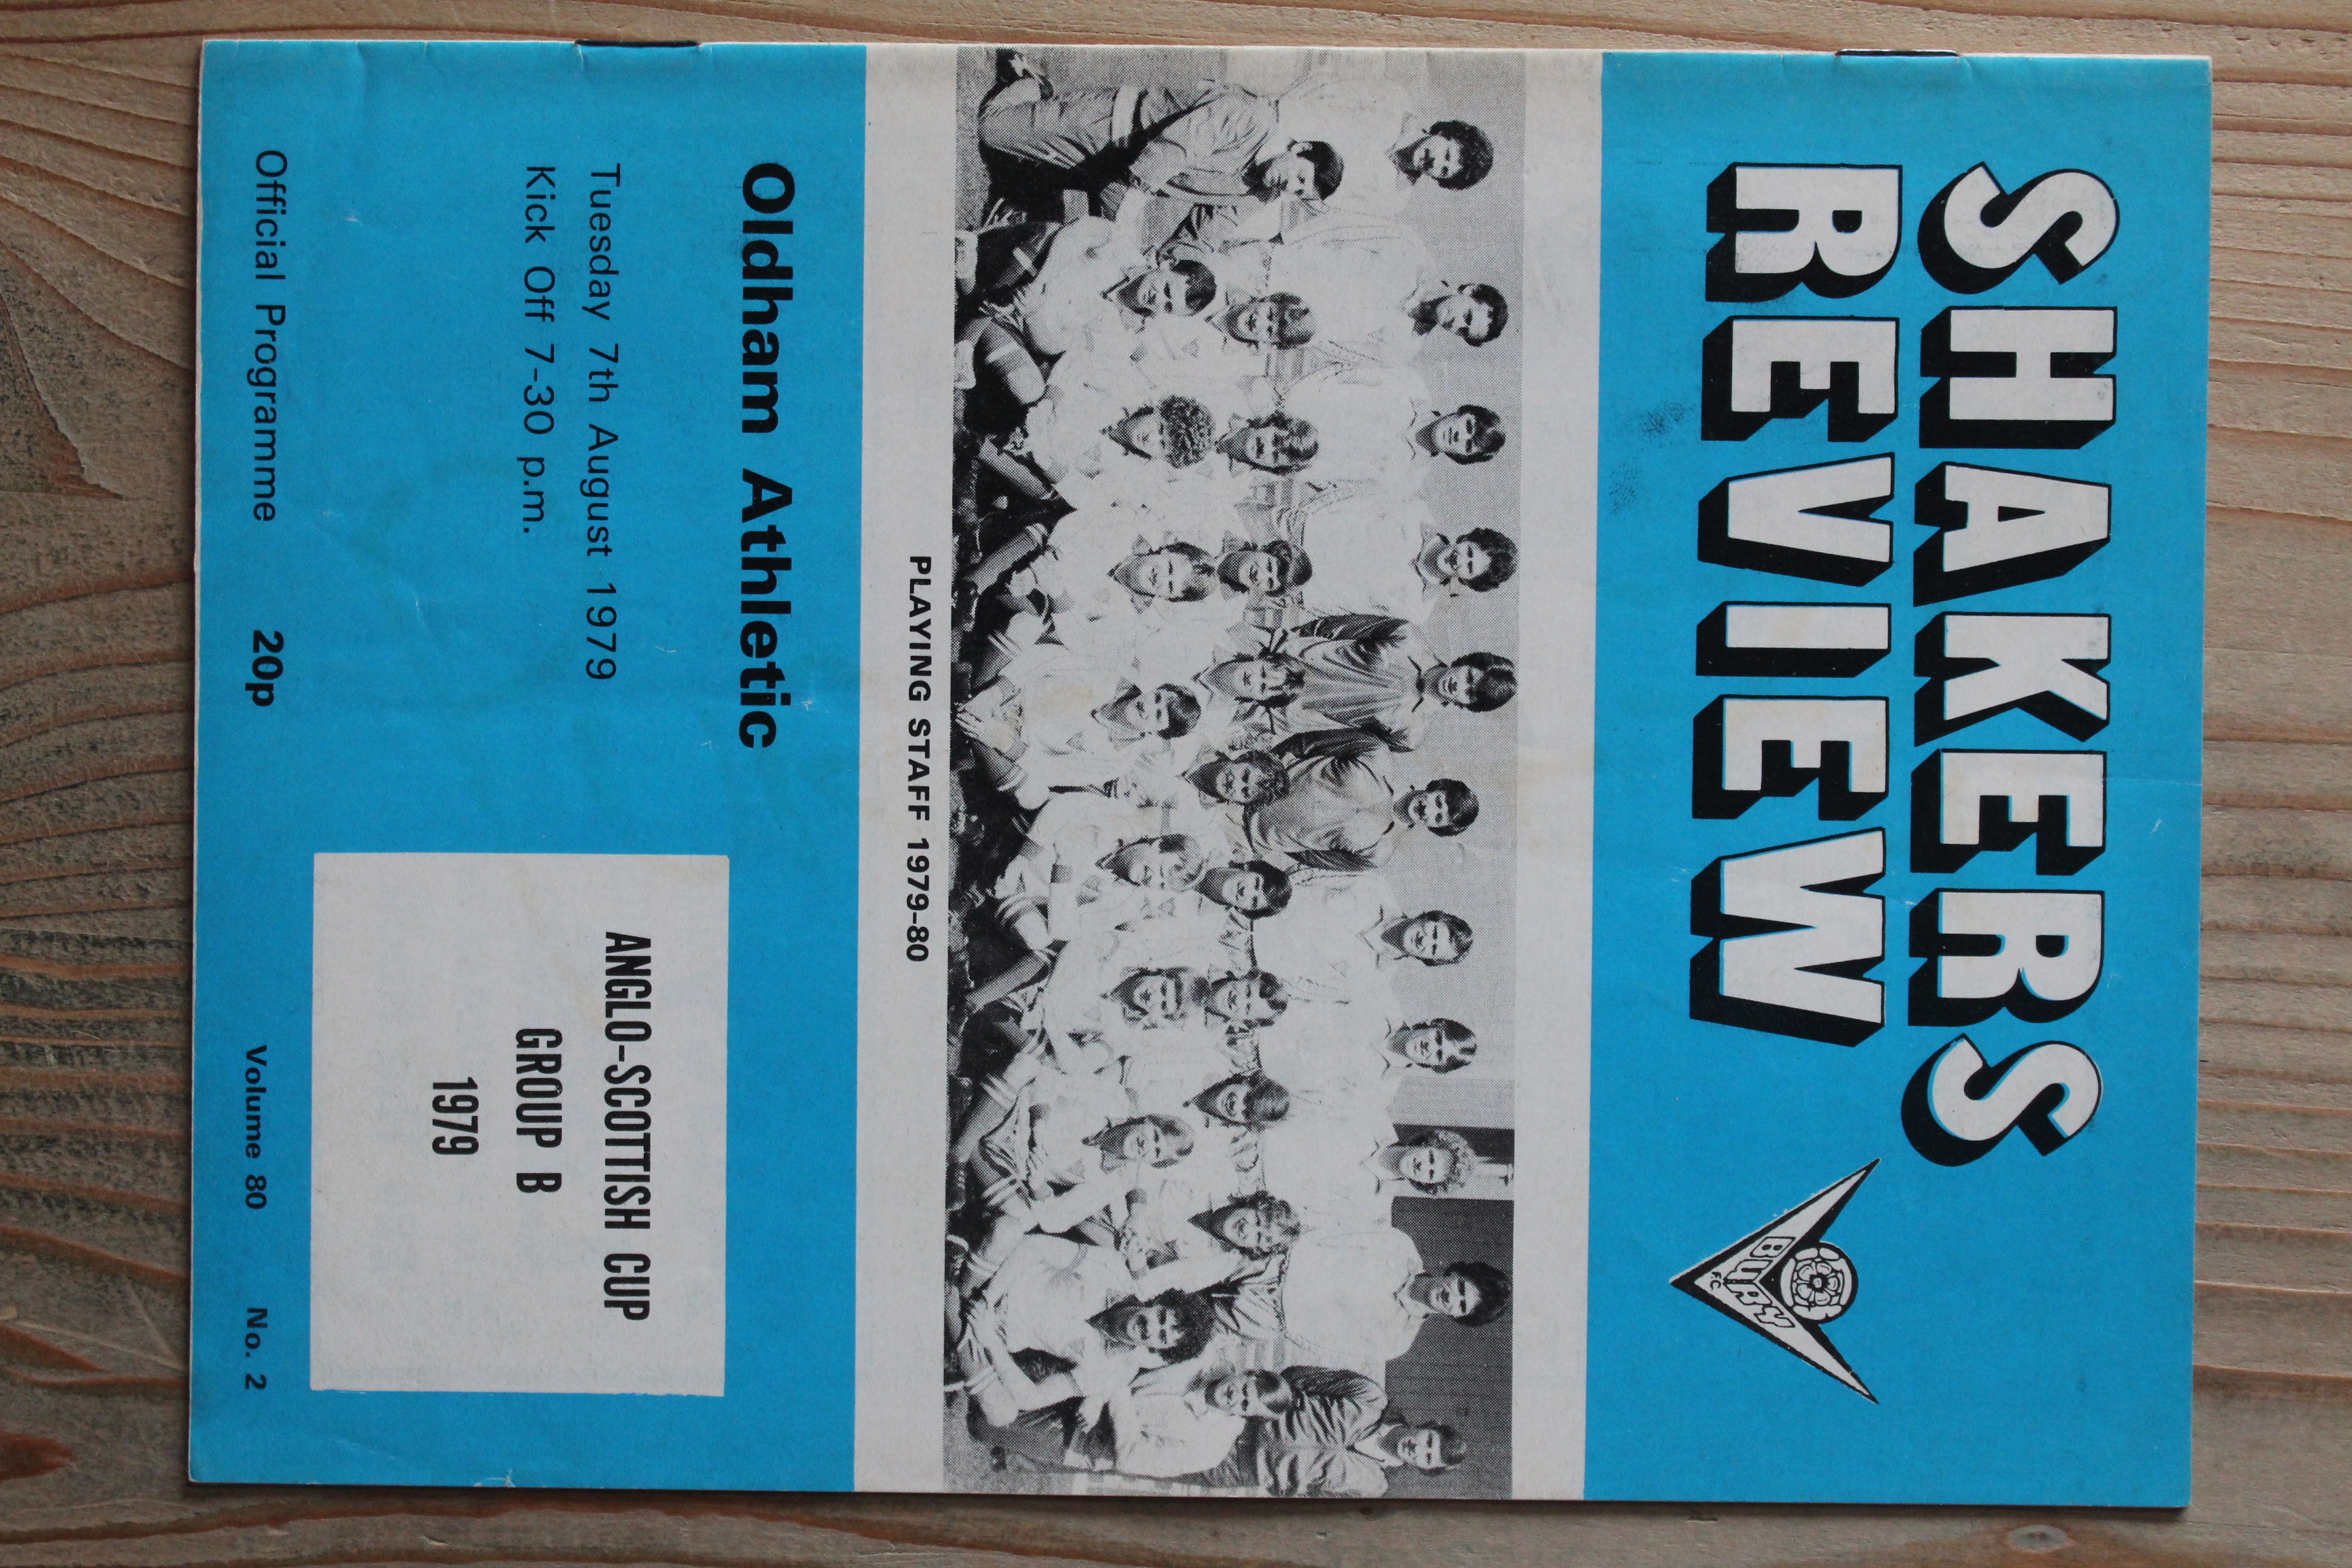 SHAKERS
REVIEW
BURY
F.C.
PLAYING STAFF 1979-80
Oldham Athletic
Tuesday 7th August 1979
Kick Off 7-30 p.m.
ANGLO-SCOTTISH CUP
GROUP B
1979
Official Programme 20p Volume 80 No. 2